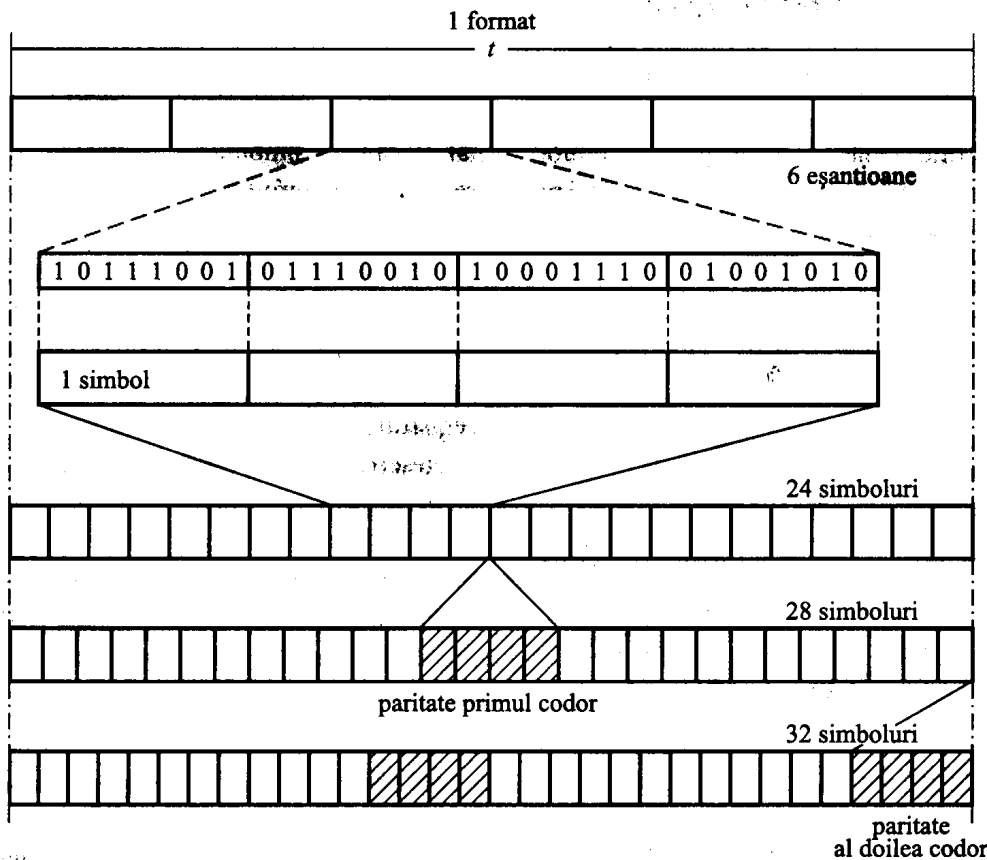 1 format
t
6 eşantioane
1 0 1 1 1 0 0 1 0 1 1 1 0 0 1 0 1 0 0 0 1 1 1 0 0 1 0 0 1 0 1 0
1 simbol
24 simboluri
28 simboluri
paritate primul codor
32 simboluri
paritate
al doilea codor